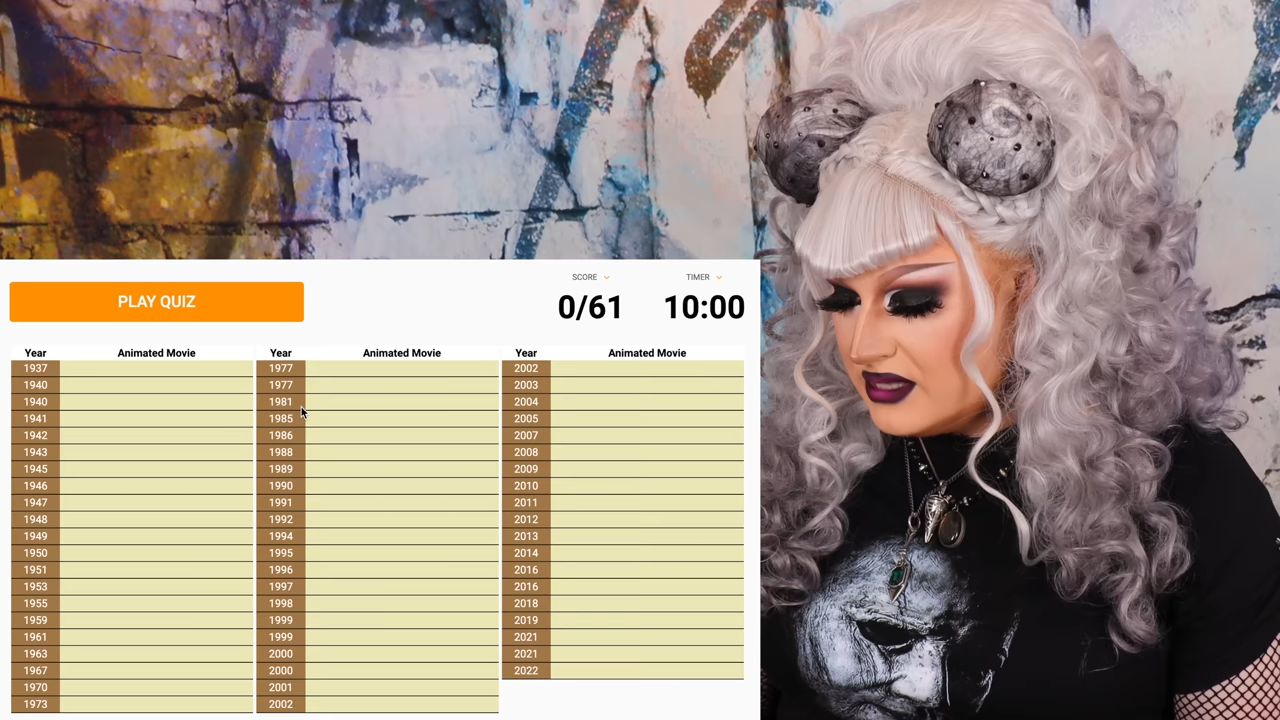 SCORE TIMER
PLAY QUIZ 0/61 10:00
Year Animated Movie Year Animated Movie Year Animated Movie
1937 1977 2002
1940 1977 2003
1940 1981 2004
1941 1985 2005
1942 1986 2007
1943 1988 2008
1945 1989 2009
1946 1990 2010
1947 1991 2011
1948 1992 2012
1949 1994 2013
1950 1995 2014
1951 1996 2016
1953 1997 2016
1955 1998 2018
1959 1999 2019
1961 1999 2021
1963 2000 2021
1967 2000 2022
1970 2001
1973 2002